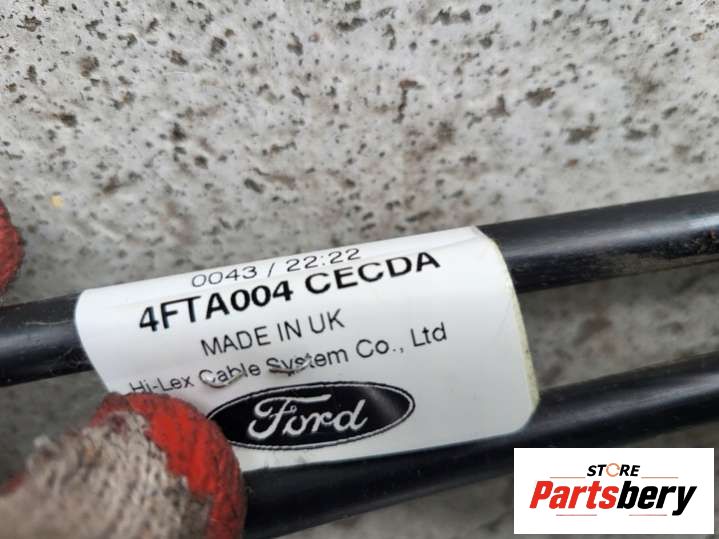 0043 / 22:22
4FTA004 CECDA
MADE IN UK
Hi-Lex Cable System Co., Ltd
Ford
STORE
Partsbery